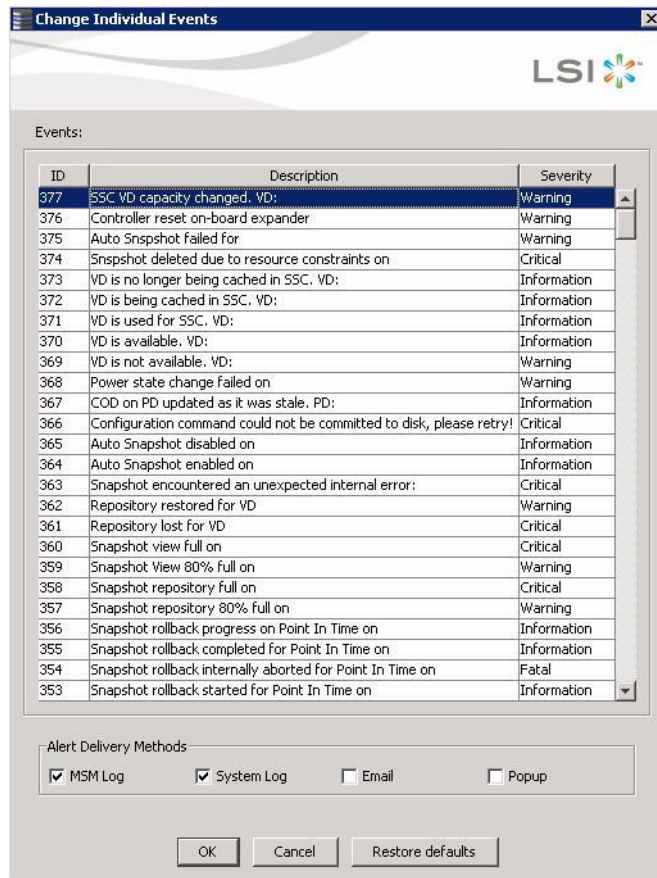 Change Individual Events
LSI
Events:
ID Description Severity
377 SSC VD capacity changed. VD: Warning
376 Controller reset on-board expander Warning
375 Auto Snspshot failed for Warning
374 Snspshot deleted due to resource constraints on Critical
373 VD is no longer being cached in SSC. VD: Information
372 VD is being cached in SSC. VD: Information
371 VD is used for SSC. VD: Information
370 VD is available. VD: Information
369 VD is not available. VD: Warning
368 Power state change failed on Warning
367 COD on PD updated as it was stale. PD: Information
366 Configuration command could not be committed to disk, please retry! Critical
365 Auto Snapshot disabled on Information
364 Auto Snapshot enabled on Information
363 Snapshot encountered an unexpected internal error: Critical
362 Repository restored for VD Warning
361 Repository lost for VD Critical
360 Snapshot view full on Critical
359 Snapshot View 80% full on Warning
358 Snapshot repository full on Critical
357 Snapshot repository 80% full on Warning
356 Snapshot rollback progress on Point In Time on Information
355 Snapshot rollback completed for Point In Time on Information
354 Snapshot rollback internally aborted for Point In Time on Fatal
353 Snapshot rollback started for Point In Time on Information
Alert Delivery Methods
MSM Log System Log Email Popup
OK Cancel Restore defaults